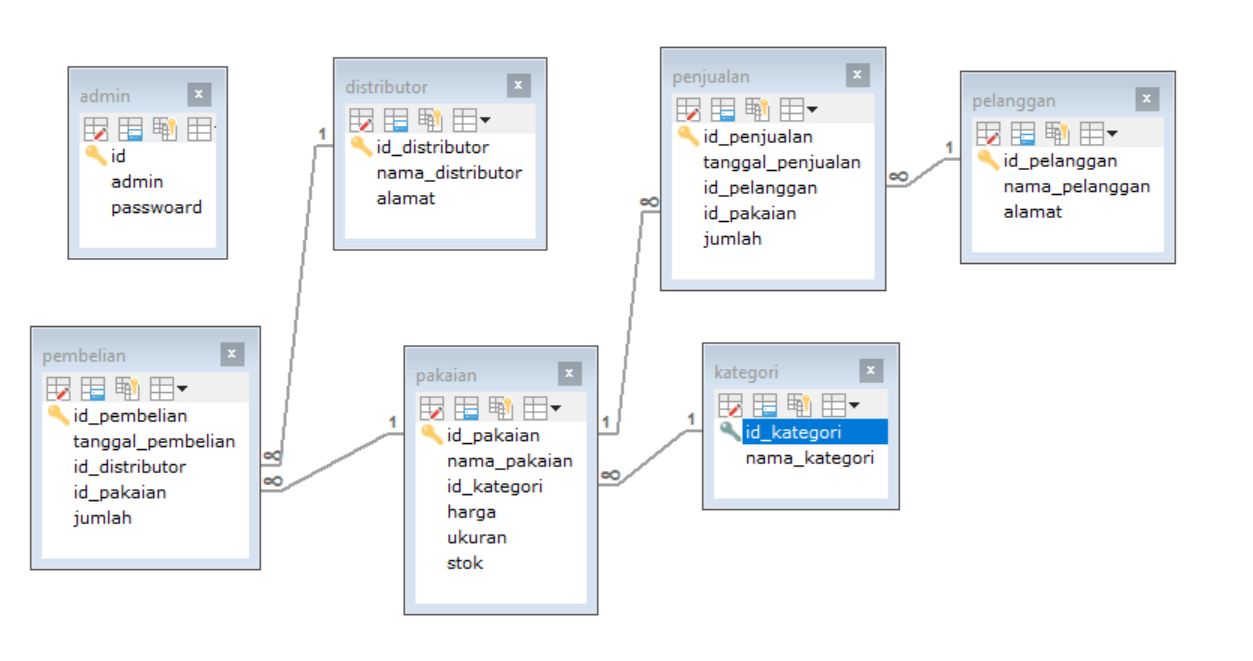 admin
id
admin
passwoard
distributor
id_distributor
nama_distributor
alamat
penjualan
id_penjualan
tanggal_penjualan
id_pelanggan
id_pakaian
jumlah
pelanggan
id_pelanggan
nama_pelanggan
alamat
pembelian
id_pembelian
tanggal_pembelian
id_distributor
id_pakaian
jumlah
pakaian
id_pakaian
nama_pakaian
id_kategori
harga
ukuran
stok
kategori
id_kategori
nama_kategori
1
∞
1
∞
1
∞
1
∞
1
∞